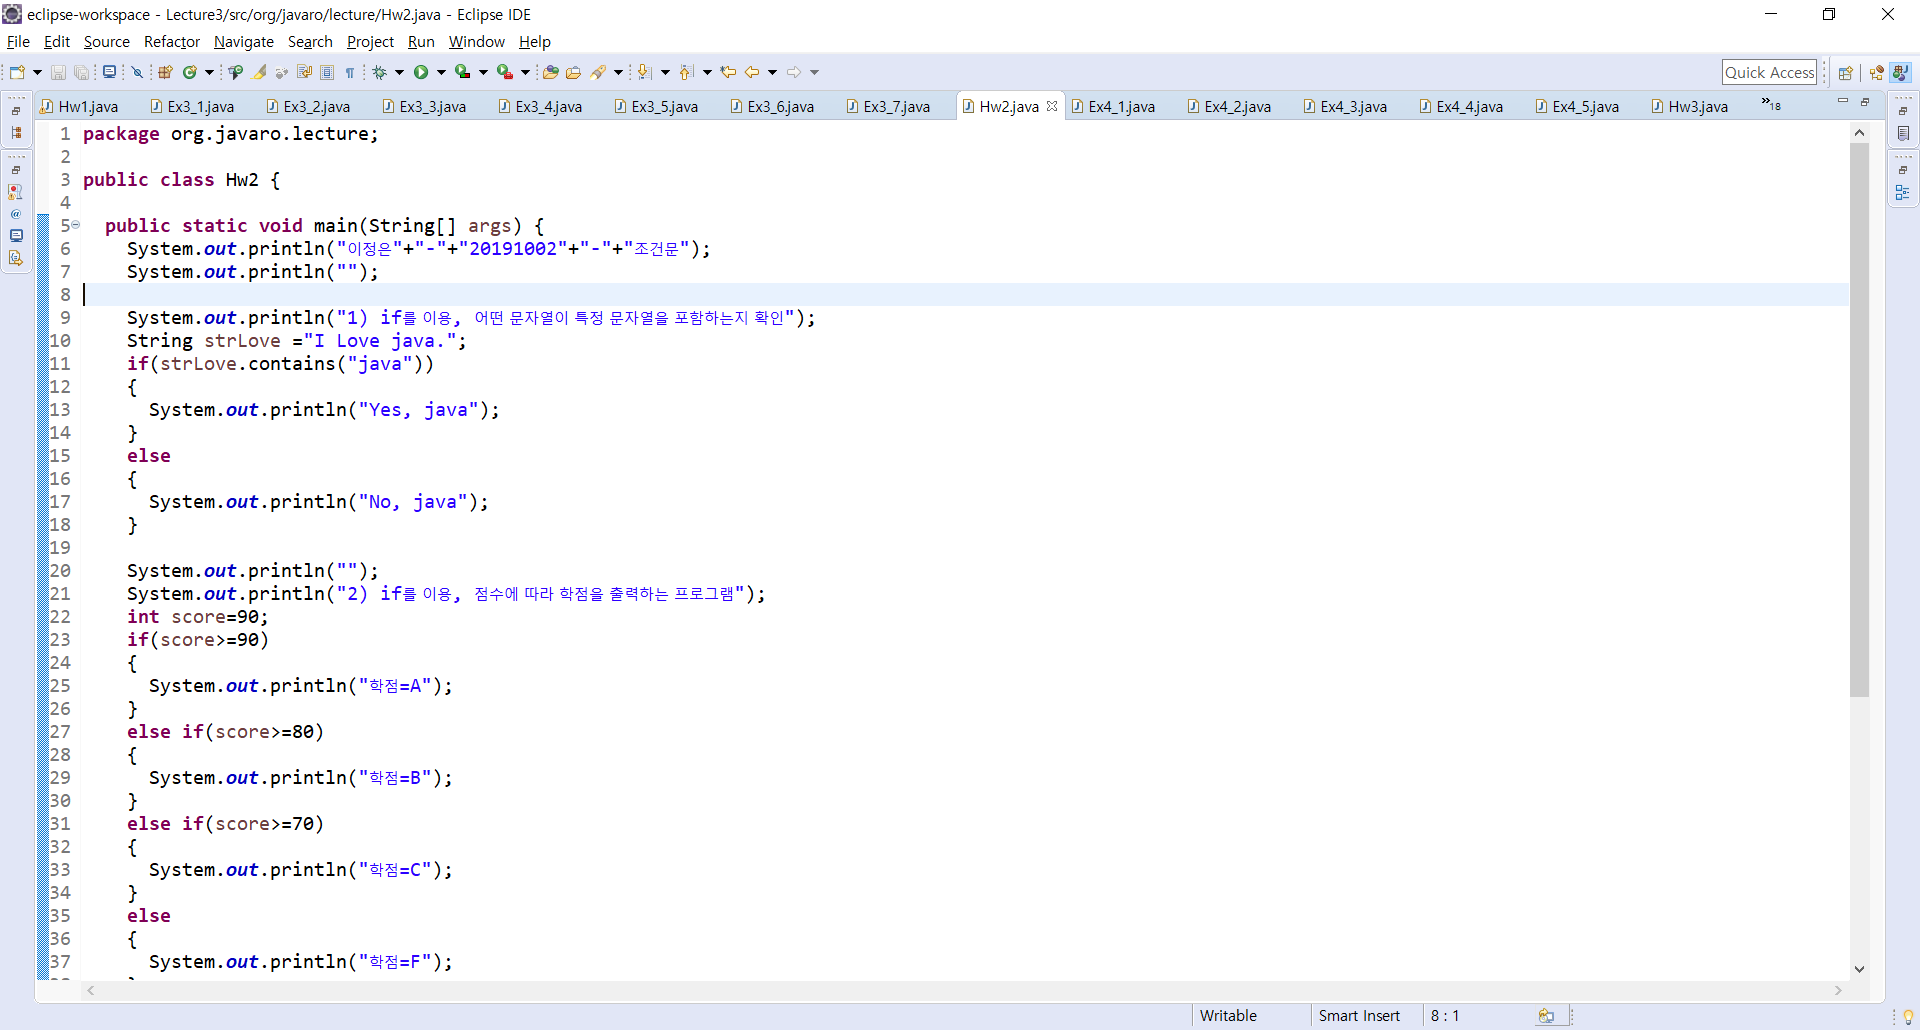 eclipse-workspace - Lecture3/src/org/javaro/lecture/Hw2.java - Eclipse IDE
File Edit Source Refactor Navigate Search Project Run Window Help
Quick Access
Hw1.java Ex3_1.java Ex3_2.java Ex3_3.java Ex3_4.java Ex3_5.java Ex3_6.java Ex3_7.java Hw2.java Ex4_1.java Ex4_2.java Ex4_3.java Ex4_4.java Ex4_5.java Hw3.java »18
1 package org.javaro.lecture;
2
3 public class Hw2 {
4
5 public static void main(String[] args) {
6 System.out.println("이정은"+"-"+"20191002"+"-"+"조건문");
7 System.out.println("");
8
9 System.out.println("1) if를 이용, 어떤 문자열이 특정 문자열을 포함하는지 확인");
10 String strLove ="I Love java.";
11 if(strLove.contains("java"))
12 {
13 System.out.println("Yes, java");
14 }
15 else
16 {
17 System.out.println("No, java");
18 }
19
20 System.out.println("");
21 System.out.println("2) if를 이용, 점수에 따라 학점을 출력하는 프로그램");
22 int score=90;
23 if(score>=90)
24 {
25 System.out.println("학점=A");
26 }
27 else if(score>=80)
28 {
29 System.out.println("학점=B");
30 }
31 else if(score>=70)
32 {
33 System.out.println("학점=C");
34 }
35 else
36 {
37 System.out.println("학점=F");
Writable Smart Insert 8 : 1